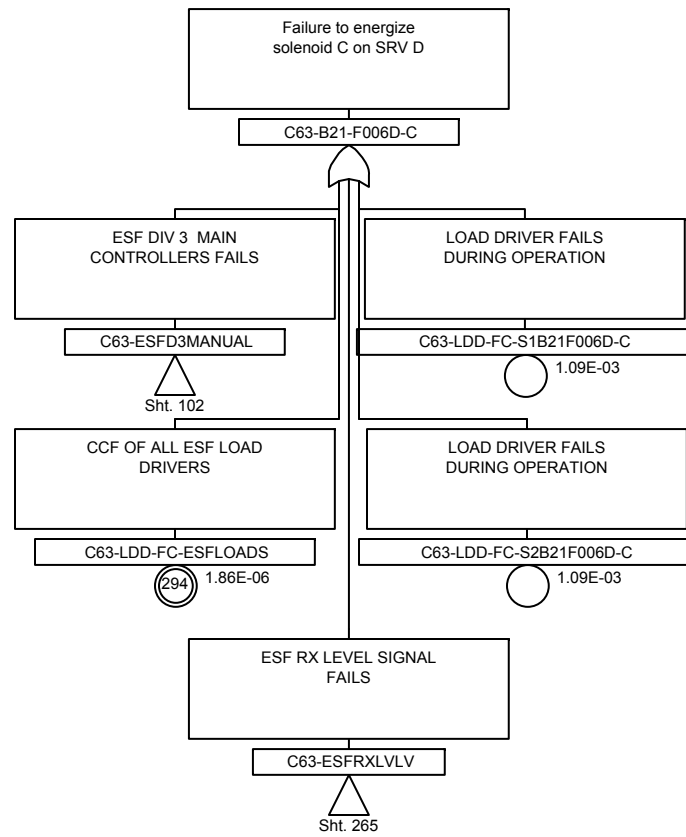 Failure to energize
solenoid C on SRV D
C63-B21-F006D-C
ESF DIV 3 MAIN
CONTROLLERS FAILS
C63-ESFD3MANUAL
Sht. 102
LOAD DRIVER FAILS
DURING OPERATION
C63-LDD-FC-S1B21F006D-C
1.09E-03
CCF OF ALL ESF LOAD
DRIVERS
C63-LDD-FC-ESFLOADS
294
1.86E-06
LOAD DRIVER FAILS
DURING OPERATION
C63-LDD-FC-S2B21F006D-C
1.09E-03
ESF RX LEVEL SIGNAL
FAILS
C63-ESFRXLVLV
Sht. 265